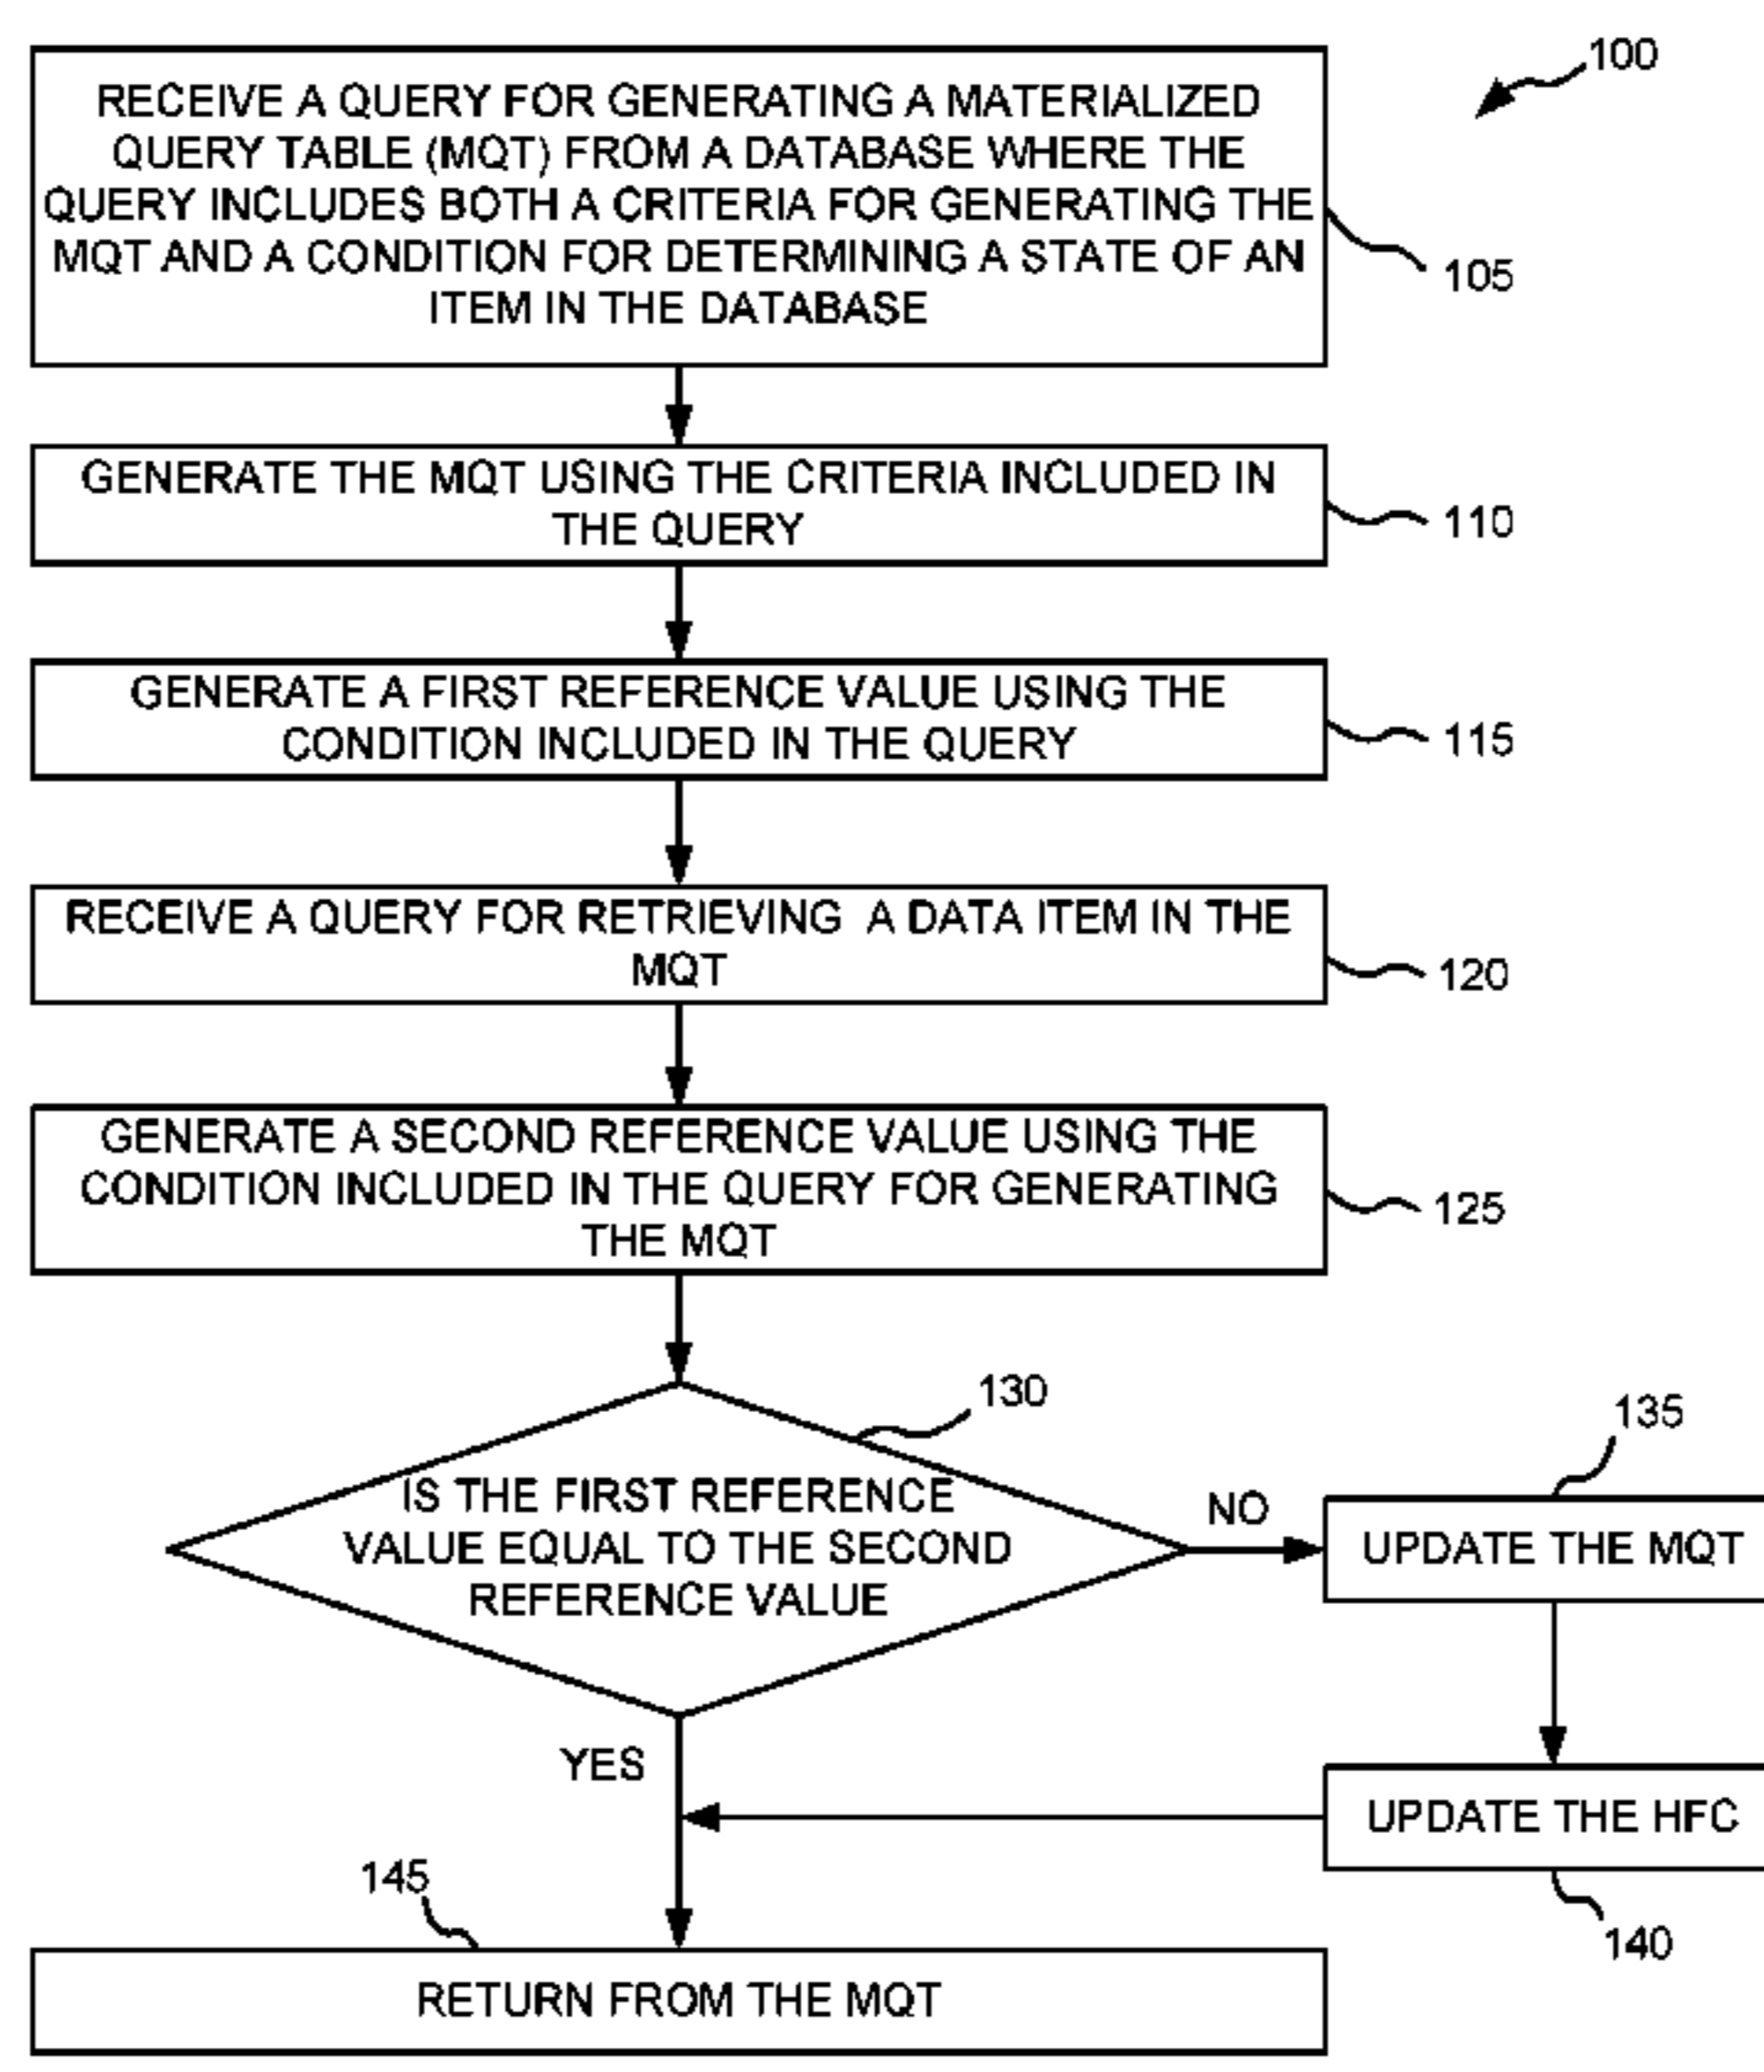 100
RECEIVE A QUERY FOR GENERATING A MATERIALIZED
QUERY TABLE (MQT) FROM A DATABASE WHERE THE
QUERY INCLUDES BOTH A CRITERIA FOR GENERATING THE
MQT AND A CONDITION FOR DETERMINING A STATE OF AN
ITEM IN THE DATABASE
105
GENERATE THE MQT USING THE CRITERIA INCLUDED IN
THE QUERY
110
GENERATE A FIRST REFERENCE VALUE USING THE
CONDITION INCLUDED IN THE QUERY
115
RECEIVE A QUERY FOR RETRIEVING A DATA ITEM IN THE
MQT
120
GENERATE A SECOND REFERENCE VALUE USING THE
CONDITION INCLUDED IN THE QUERY FOR GENERATING
THE MQT
125
130
IS THE FIRST REFERENCE
VALUE EQUAL TO THE SECOND
REFERENCE VALUE
NO
135
UPDATE THE MQT
YES
UPDATE THE HFC
140
145
RETURN FROM THE MQT